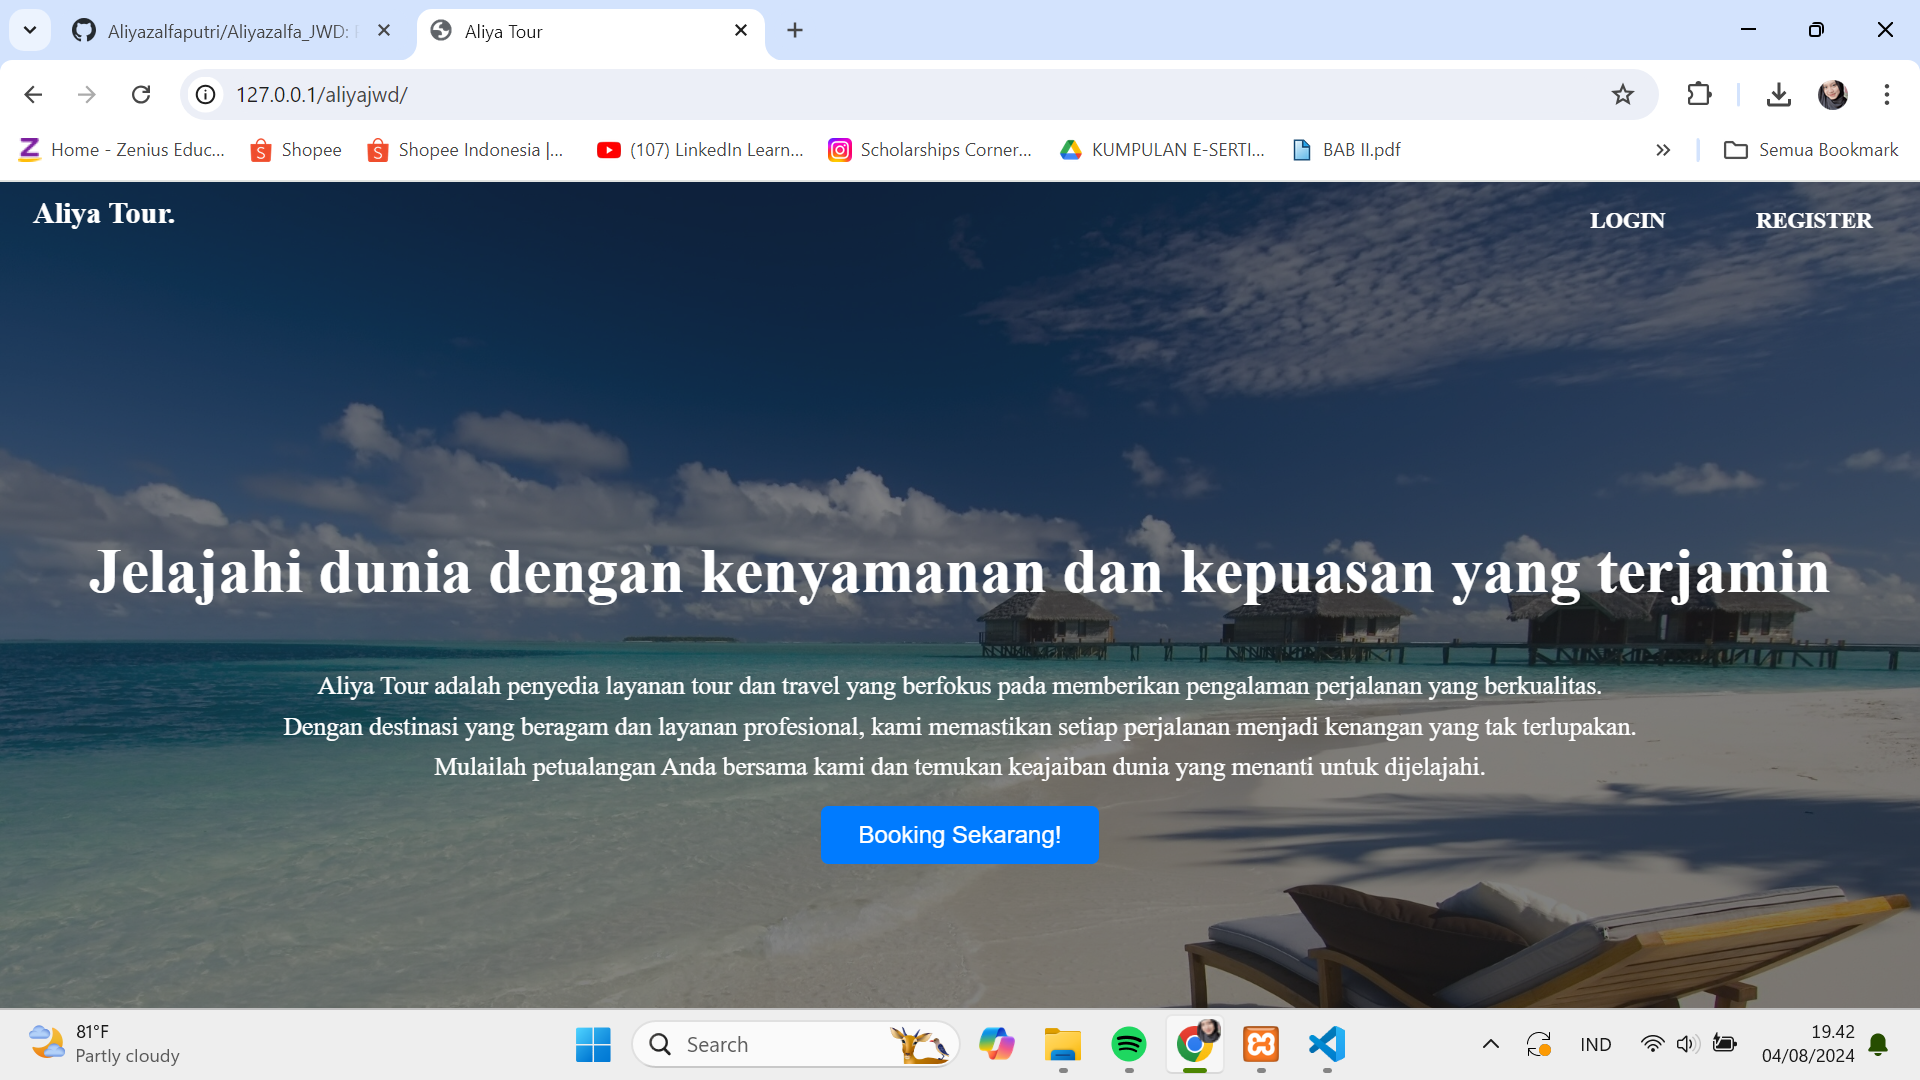 Aliyazalfaputri/Aliyazalfa_JWD:
Aliya Tour
127.0.0.1/aliyajwd/
Home - Zenius Educ...
Shopee
Shopee Indonesia |...
(107) LinkedIn Learn...
Scholarships Corner...
KUMPULAN E-SERTI...
BAB II.pdf
Semua Bookmark
Aliya Tour.
LOGIN
REGISTER
Jelajahi dunia dengan kenyamanan dan kepuasan yang terjamin
Aliya Tour adalah penyedia layanan tour dan travel yang berfokus pada memberikan pengalaman perjalanan yang berkualitas.
Dengan destinasi yang beragam dan layanan profesional, kami memastikan setiap perjalanan menjadi kenangan yang tak terlupakan.
Mulailah petualangan Anda bersama kami dan temukan keajaiban dunia yang menanti untuk dijelajahi.
Booking Sekarang!
81°F
Partly cloudy
Search
IND
19.42
04/08/2024